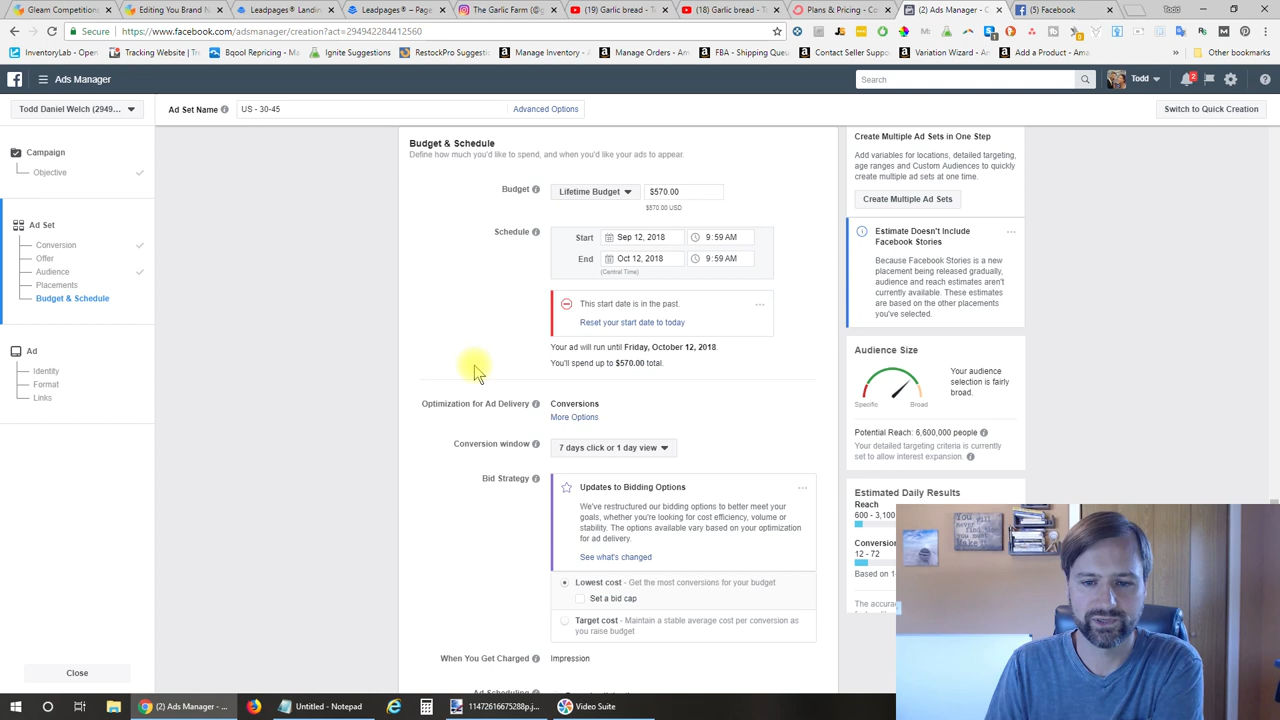 Gleam Competitions
Editing You Brand N
Leadpages® Landin
Leadpages® – Page
The Garlic Farm (@g
(19) Garlic bread - Tw
(18) Garlic bread - Tw
Plans & Pricing - Co
(2) Ads Manager - C
(5) Facebook
Todd
Secure
https://www.facebook.com/adsmanager/creation?act=294942284412560
InventoryLab - Open
Tracking Website | Tr
Bqool Repricing - Ma
Ignite Suggestions
RestockPro Suggesti
Manage Inventory - A
Manage Orders - Am
FBA - Shipping Queu
Contact Seller Suppo
Variation Wizard - An
Add a Product - Ama
Other bookmarks
Ads Manager
Search
Todd
2
Todd Daniel Welch (2949...
Ad Set Name
US - 30-45
Advanced Options
Switch to Quick Creation
Campaign
Objective
Ad Set
Conversion
Offer
Audience
Placements
Budget & Schedule
Ad
Identity
Format
Links
Close
Budget & Schedule
Define how much you'd like to spend, and when you'd like your ads to appear.
Budget
Lifetime Budget
$570.00
$570.00 USD
Schedule
Start
Sep 12, 2018
9:59 AM
End
Oct 12, 2018
9:59 AM
(Central Time)
This start date is in the past.
Reset your start date to today
Your ad will run until Friday, October 12, 2018.
You'll spend up to $570.00 total.
Optimization for Ad Delivery
Conversions
More Options
Conversion window
7 days click or 1 day view
Bid Strategy
Updates to Bidding Options
We've restructured our bidding options to better meet your
goals, whether you're looking for cost efficiency, volume or
stability. The options available vary based on your optimization
for ad delivery.
See what's changed
Lowest cost - Get the most conversions for your budget
Set a bid cap
Target cost - Maintain a stable average cost per conversion as
you raise budget
When You Get Charged
Impression
Create Multiple Ad Sets in One Step
Add variables for locations, detailed targeting,
age ranges and Custom Audiences to quickly
create multiple ad sets at one time.
Create Multiple Ad Sets
Estimate Doesn't Include
Facebook Stories
Because Facebook Stories is a new
placement being released gradually,
audience and reach estimates aren't
currently available. These estimates
are based on the other placements
you've selected.
Audience Size
Your audience
selection is fairly
broad.
Specific
Broad
Potential Reach: 6,600,000 people
Your detailed targeting criteria is currently
set to allow interest expansion.
Estimated Daily Results
Reach
600 - 3,100
Conversion
12 - 72
Based on 1
The accura
(2) Ads Manager - ...
Untitled - Notepad
11472616675288p.j...
Video Suite